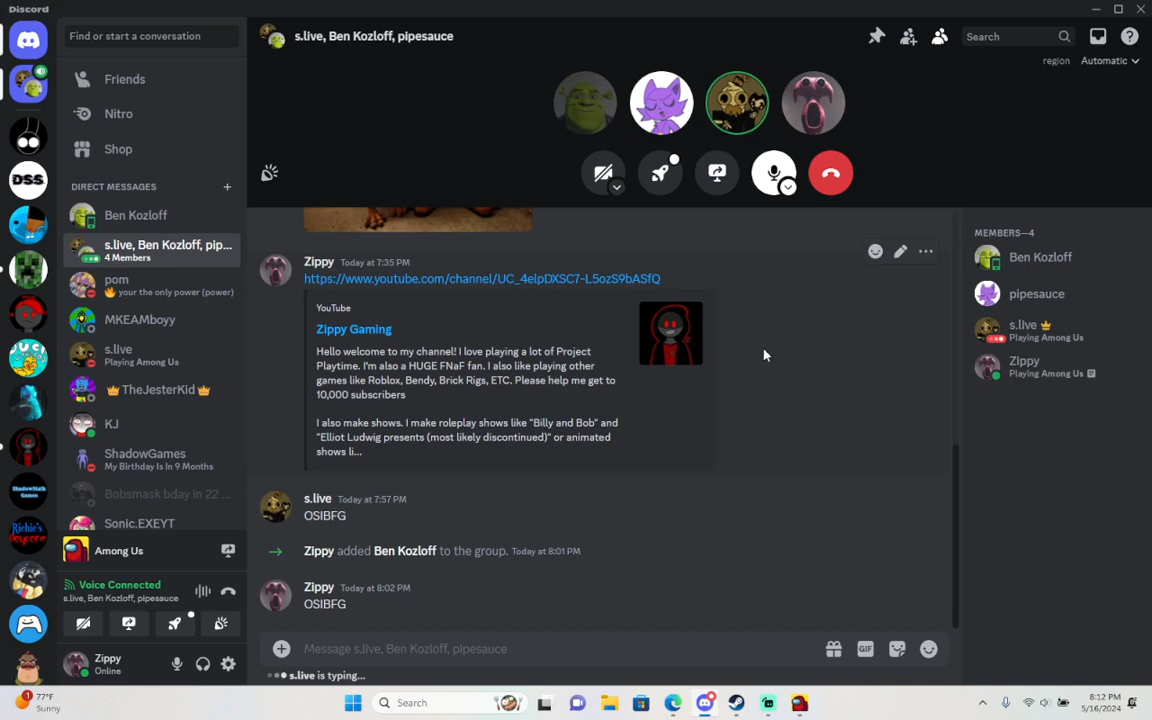 Discord
Find or start a conversation
Friends
Nitro
Shop
DIRECT MESSAGES
Ben Kozloff
s.live, Ben Kozloff, pip...
4 Members
pom
your the only power (power)
MKEAMboyy
s.live
Playing Among Us
TheJesterKid
KJ
ShadowGames
My Birthday Is In 9 Months
Bobsmask bday in 22 ...
Sonic.EXEYT
Among Us
Voice Connected
s.live, Ben Kozloff, pipesauce
Zippy
Online
DSS
s.live, Ben Kozloff, pipesauce
Search
region
Automatic
Zippy Today at 7:35 PM
https://www.youtube.com/channel/UC_4elpDXSC7-L5ozS9bASfQ
YouTube
Zippy Gaming
Hello welcome to my channel! I love playing a lot of Project
Playtime. I'm also a HUGE FNaF fan. I also like playing other
games like Roblox, Bendy, Brick Rigs, ETC. Please help me get to
10,000 subscribers
I also make shows. I make roleplay shows like "Billy and Bob" and
"Elliot Ludwig presents (most likely discontinued)" or animated
shows li...
s.live Today at 7:57 PM
OSIBFG
Zippy added Ben Kozloff to the group. Today at 8:01 PM
Zippy Today at 8:02 PM
OSIBFG
Message s.live, Ben Kozloff, pipesauce
GIF
s.live is typing...
MEMBERS—4
Ben Kozloff
pipesauce
s.live
Playing Among Us
Zippy
Playing Among Us
1
77°F
Sunny
Search
8:12 PM
5/16/2024